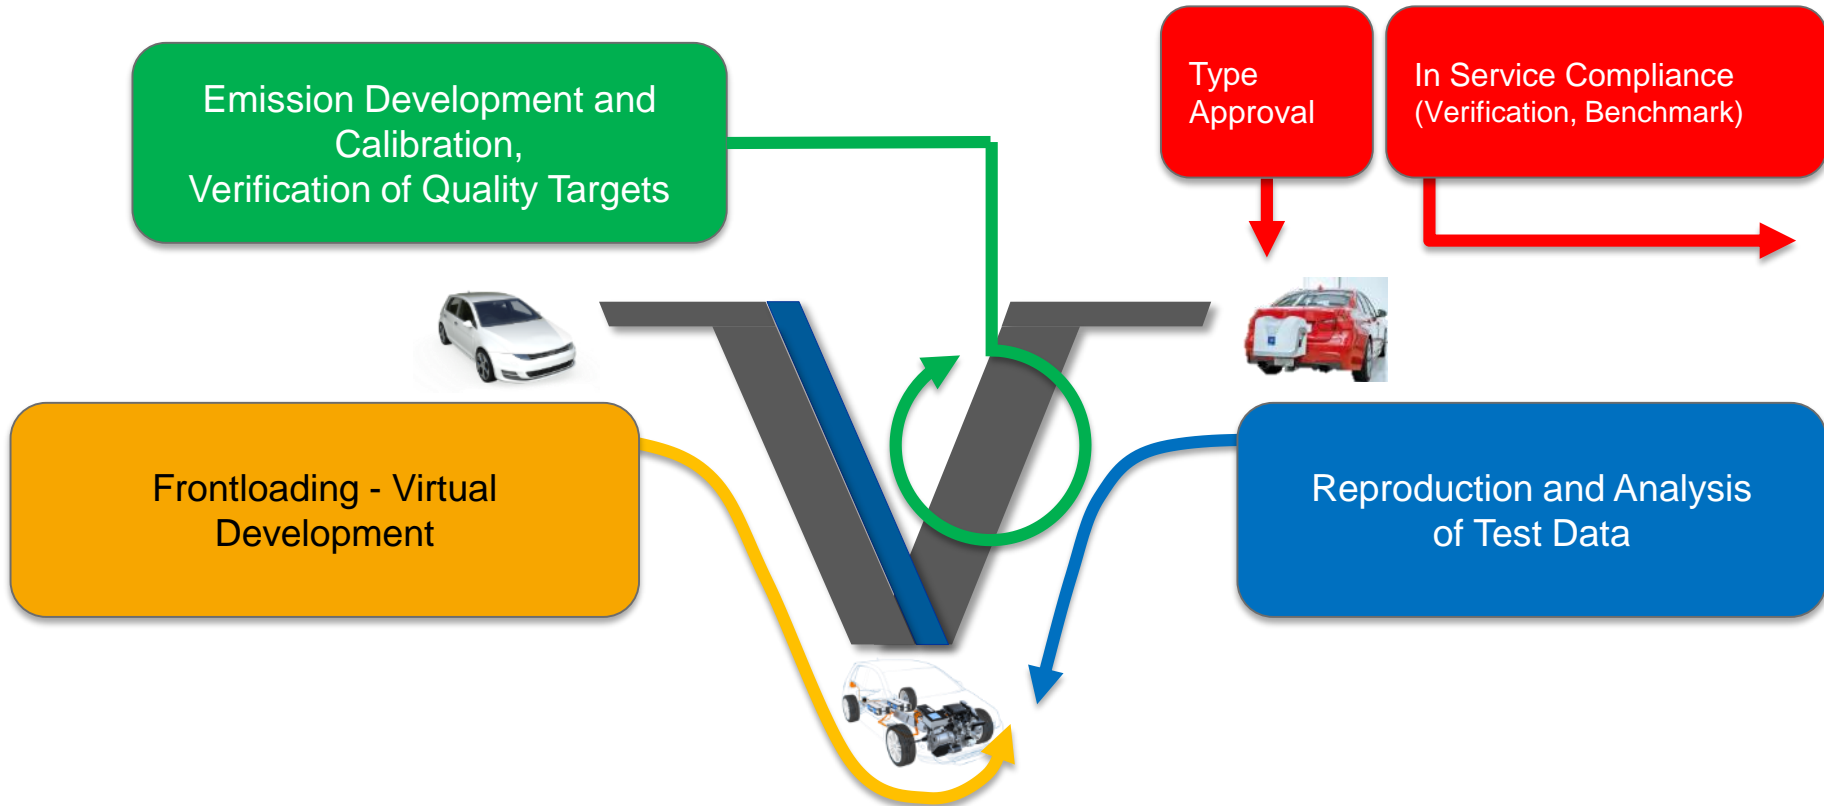 Emission Development and
Calibration,
Verification of Quality Targets
Type
Approval
In Service Compliance
(Verification, Benchmark)
Frontloading - Virtual
Development
Reproduction and Analysis
of Test Data